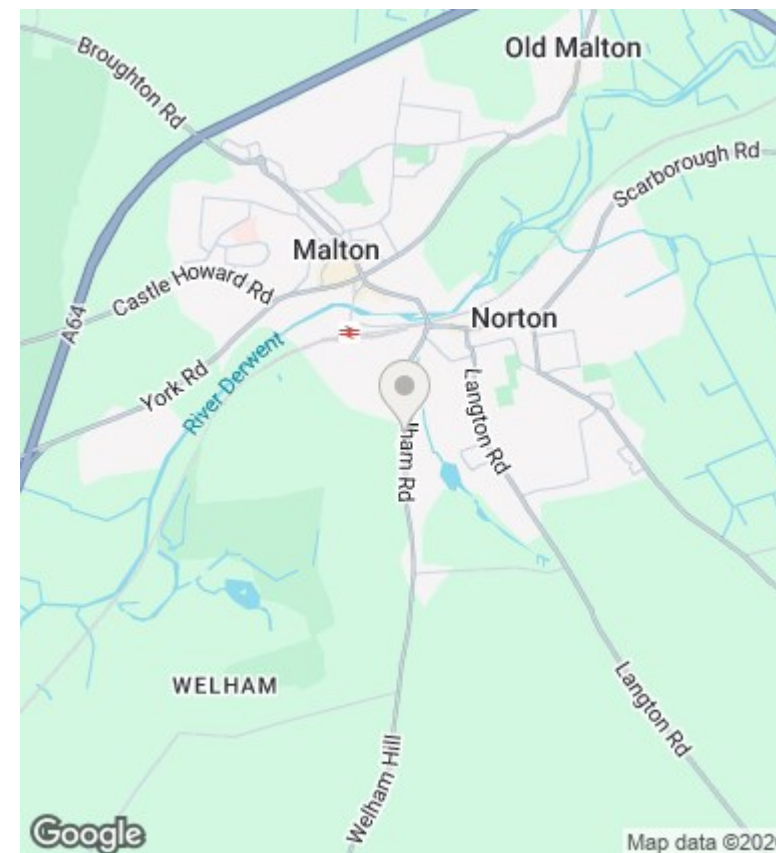 Broughton Rd
Old Malton
Scarborough Rd
Malton
Castle Howard Rd
A64
Norton
York Rd
River Derwent
Langton Rd
lham Rd
WELHAM
Langton Rd
Welham Hill
Google
Map data ©202